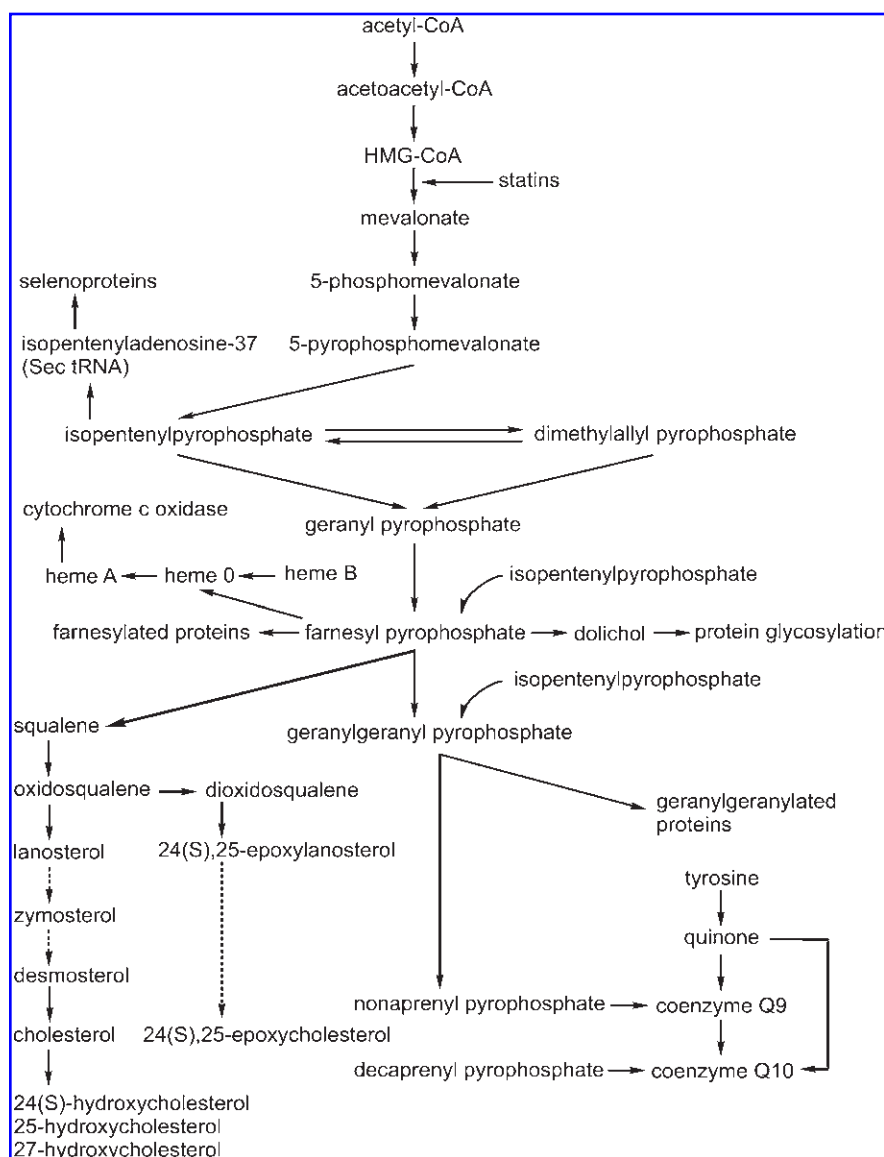 acetyl-CoA
acetoacetyl-CoA
HMG-CoA
statins
mevalonate
selenoproteins
5-phosphomevalonate
isopentenyladenosine-37
(Sec tRNA)
5-pyrophosphomevalonate
isopentenylpyrophosphate
dimethylallyl pyrophosphate
cytochrome c oxidase
geranyl pyrophosphate
heme A
heme 0
heme B
isopentenylpyrophosphate
farnesylated proteins
farnesyl pyrophosphate
dolichol
protein glycosylation
isopentenylpyrophosphate
squalene
geranylgeranyl pyrophosphate
oxidosqualene
dioxidosqualene
geranylgeranylated
proteins
lanosterol
24(S),25-epoxylanosterol
tyrosine
zymosterol
quinone
desmosterol
nonaprenyl pyrophosphate
coenzyme Q9
cholesterol
24(S),25-epoxycholesterol
decaprenyl pyrophosphate
coenzyme Q10
24(S)-hydroxycholesterol
25-hydroxycholesterol
27-hydroxycholesterol